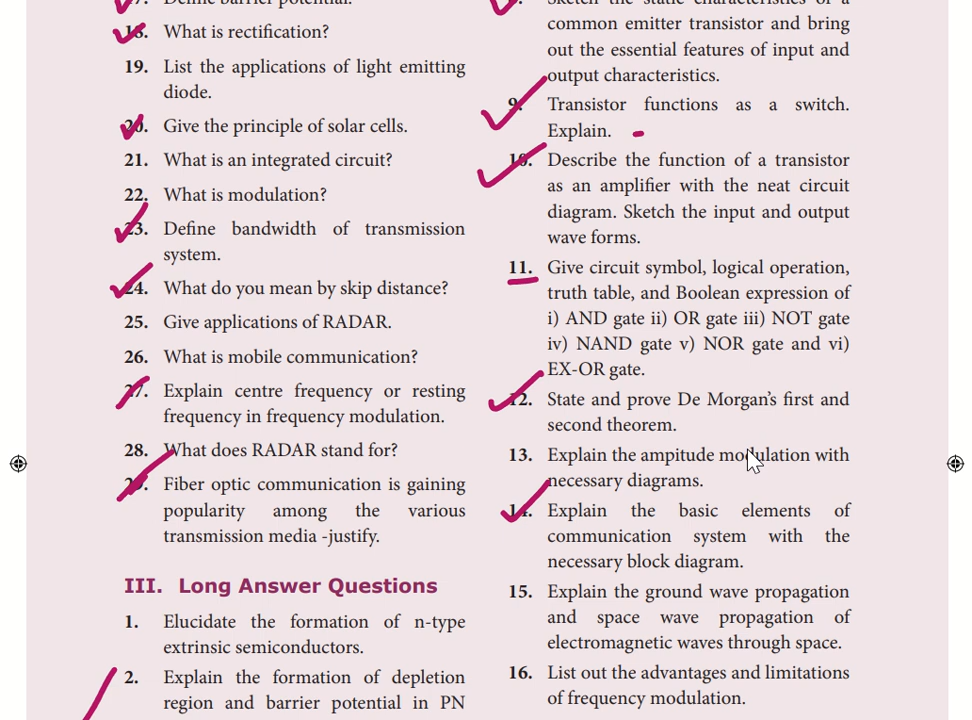 17. Define barrier potential.
18. What is rectification?
19. List the applications of light emitting
diode.
20. Give the principle of solar cells.
21. What is an integrated circuit?
22. What is modulation?
23. Define bandwidth of transmission
system.
24. What do you mean by skip distance?
25. Give applications of RADAR.
26. What is mobile communication?
27. Explain centre frequency or resting
frequency in frequency modulation.
28. What does RADAR stand for?
29. Fiber optic communication is gaining
popularity among the various
transmission media -justify.
III. Long Answer Questions
1. Elucidate the formation of n-type
extrinsic semiconductors.
2. Explain the formation of depletion
region and barrier potential in PN
Sketch the static characteristics of a
common emitter transistor and bring
out the essential features of input and
output characteristics.
9. Transistor functions as a switch.
Explain.
10. Describe the function of a transistor
as an amplifier with the neat circuit
diagram. Sketch the input and output
wave forms.
11. Give circuit symbol, logical operation,
truth table, and Boolean expression of
i) AND gate ii) OR gate iii) NOT gate
iv) NAND gate v) NOR gate and vi)
EX-OR gate.
12. State and prove De Morgan's first and
second theorem.
13. Explain the ampitude modulation with
necessary diagrams.
14. Explain the basic elements of
communication system with the
necessary block diagram.
15. Explain the ground wave propagation
and space wave propagation of
electromagnetic waves through space.
16. List out the advantages and limitations
of frequency modulation.